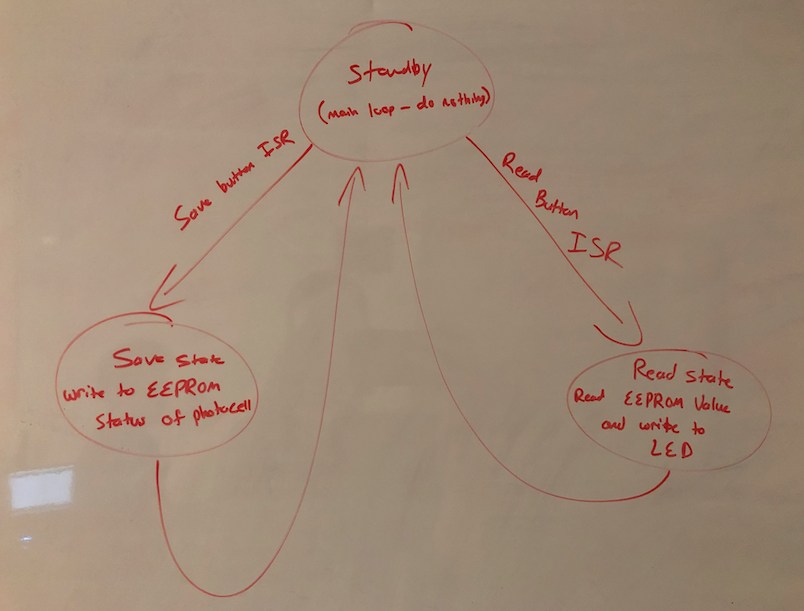 Standby
(main loop - do nothing)
Save button ISR
Read
Button
ISR
Save state
write to EEPROM
Status of photocell
Read state
Read EEPROM Value
and write to
LED